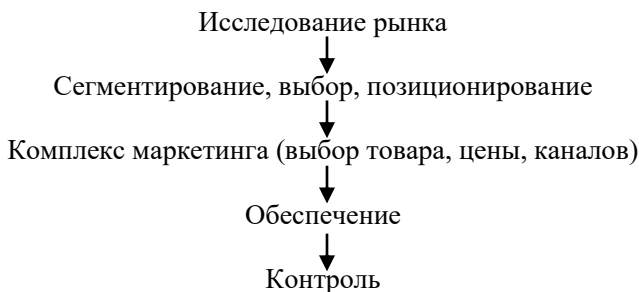 Исследование рынка
Сегментирование, выбор, позиционирование
Комплекс маркетинга (выбор товара, цены, каналов)
Обеспечение
Контроль